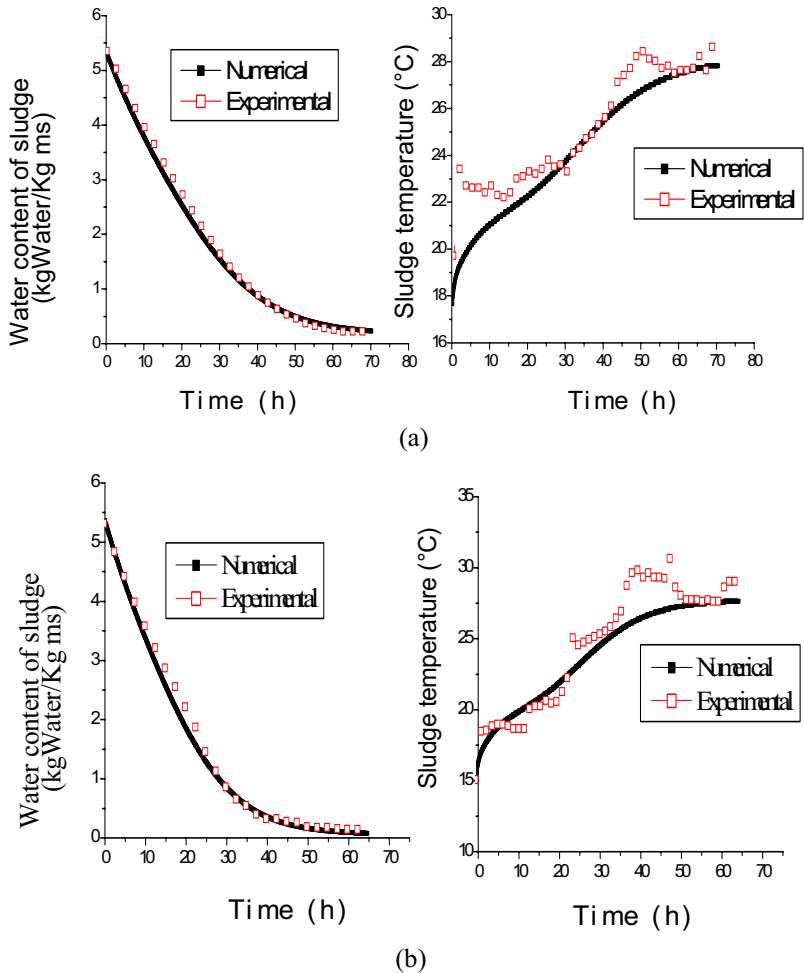 Water content of sludge
(kgWater/Kg ms)
6
5
4
3
2
1
0
0 10 20 30 40 50 60 70 80
Time (h)
Numerical
Experimental
Sludge temperature (°C)
30
28
26
24
22
20
18
16
0 10 20 30 40 50 60 70 80
Time (h)
Numerical
Experimental
(a)
Water content of sludge
(kgWater/Kg ms)
6
5
4
3
2
1
0
0 10 20 30 40 50 60 70
Time (h)
Numerical
Experimental
Sludge temperature (°C)
35
30
25
20
15
10
0 10 20 30 40 50 60 70
Time (h)
Numerical
Experimental
(b)